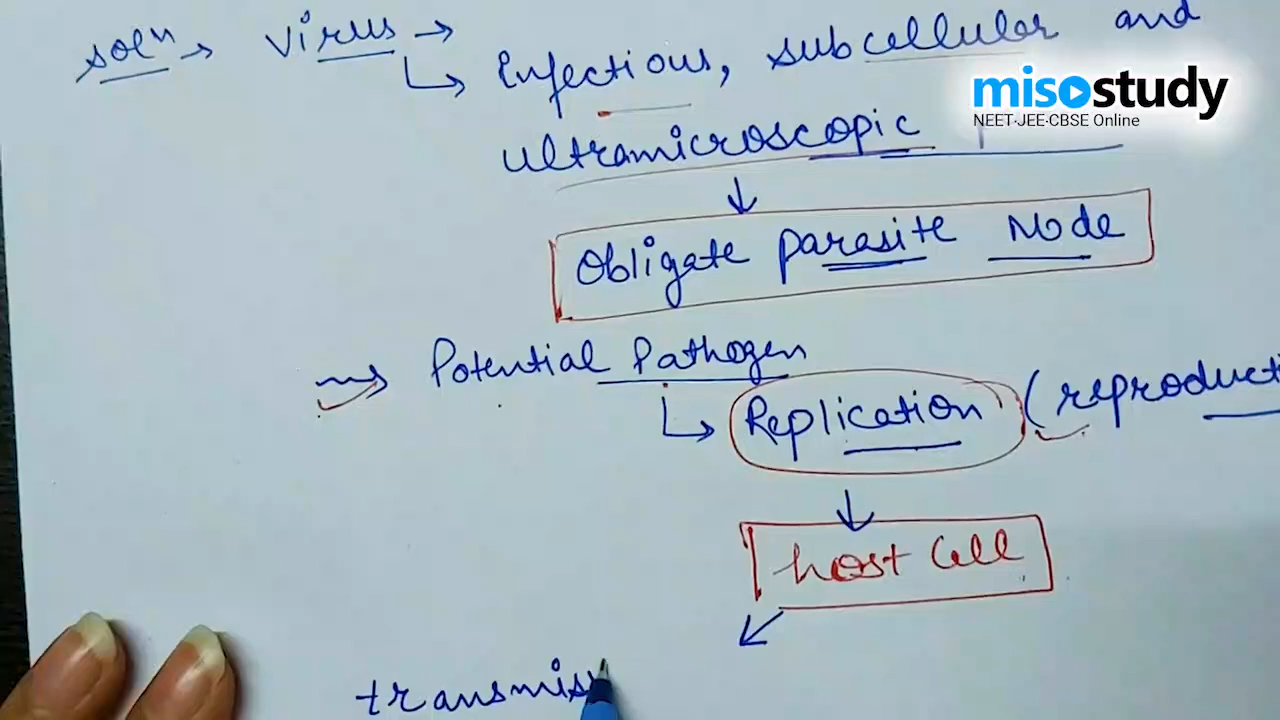 Solⁿ → Virus →
↳ Infectious, subcellular and
ultramicroscopic
↓
Obligate parasite Mode
⇝ Potential Pathogen
↳ Replication (reproduct
↓
host Cell
↙
transmis
misostudy
NEET-JEE-CBSE Online